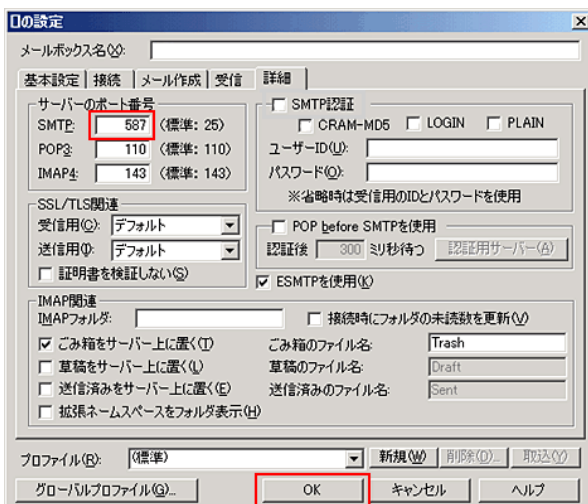 の設定
メールボックス名(X):
基本設定 接続 メール作成 受信 詳細
サーバーのポート番号
SMTP: 587 (標準: 25)
POP3: 110 (標準: 110)
IMAP4: 143 (標準: 143)
SSL/TLS関連
受信用(C): デフォルト
送信用(I): デフォルト
証明書を検証しない(S)
SMTP認証
CRAM-MD5 LOGIN PLAIN
ユーザーID(U):
パスワード(O):
※省略時は受信用のIDとパスワードを使用
POP before SMTPを使用
認証後 300 ミリ秒待つ 認証用サーバー(A)
ESMTPを使用(K)
IMAP関連
IMAPフォルダ: 接続時にフォルダの未読数を更新(V)
ごみ箱をサーバー上に置く(T) ごみ箱のファイル名: Trash
草稿をサーバー上に置く(L) 草稿のファイル名: Draft
送信済みをサーバー上に置く(E) 送信済みのファイル名: Sent
拡張ネームスペースをフォルダ表示(H)
プロファイル(R): (標準) 新規(W) 削除(D)... 取込(Y)
グローバルプロファイル(G)... OK キャンセル ヘルプ